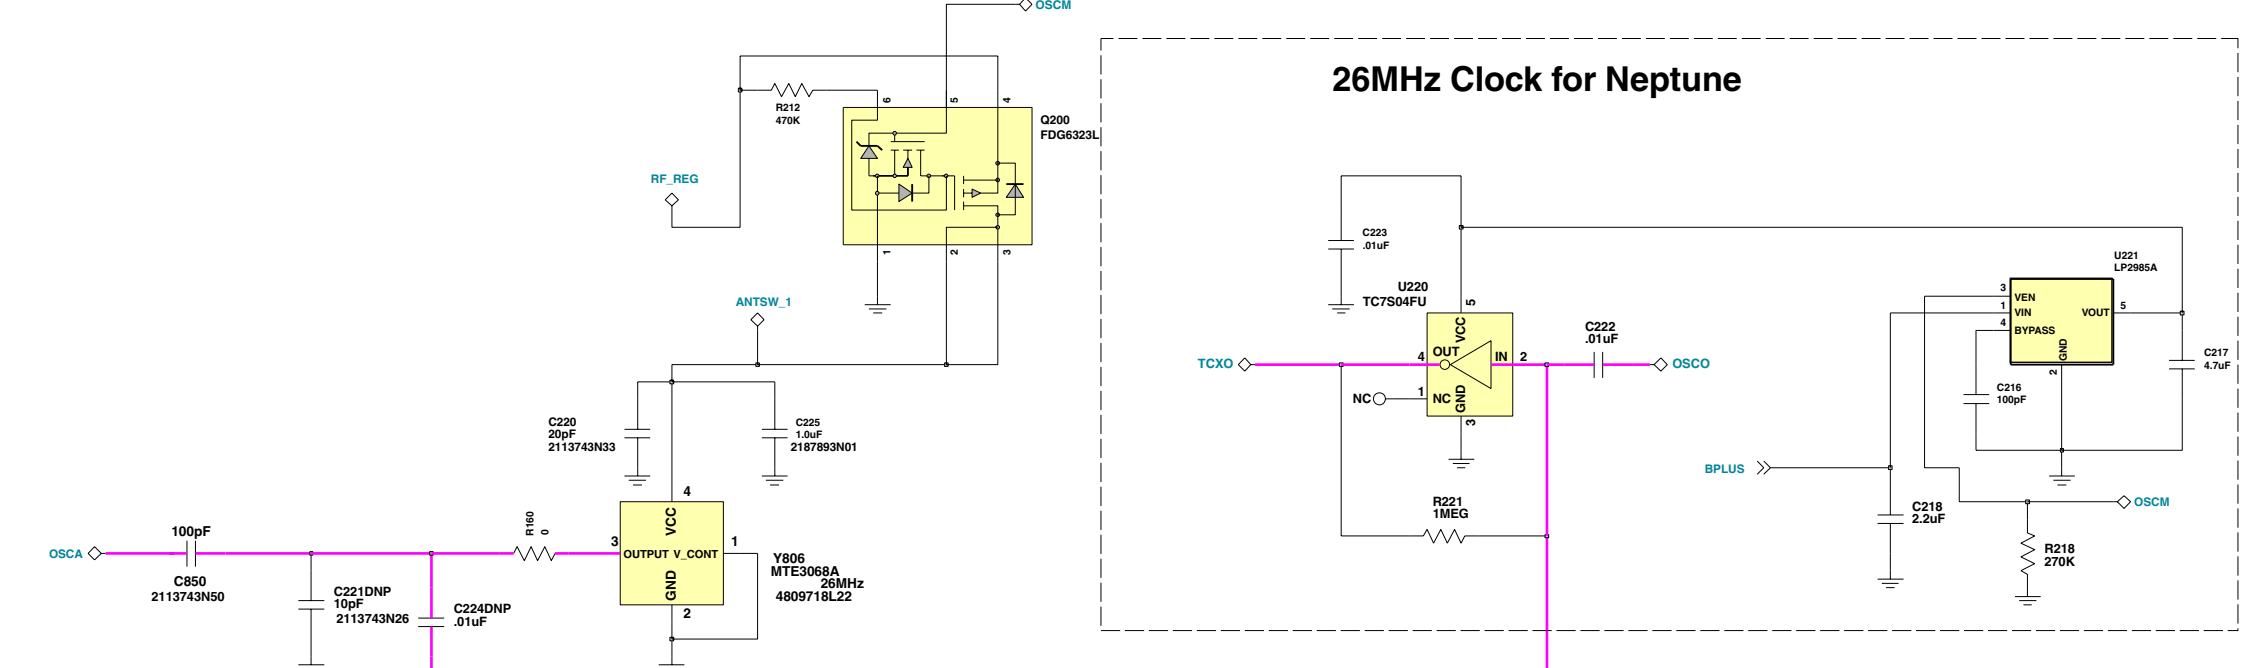 OSCM
26MHz Clock for Neptune
R212
470K
6
5
4
Q200
FDG6323L
RF_REG
1
2
3
ANTSW_1
C220
20pF
2113743N33
C225
1.0uF
2187893N01
4
VCC
3
OUTPUT
V_CONT
1
GND
2
Y806
MTE3068A
26MHz
4809718L22
OSCA
100pF
C850
2113743N50
R160
0
C221DNP
10pF
2113743N26
C224DNP
.01uF
C223
.01uF
U220
TC7S04FU
5
VCC
TCXO
4
OUT
IN
2
C222
.01uF
OSCO
NC
1
NC
GND
3
R221
1MEG
U221
LP2985A
3
VEN
1
VIN
4
BYPASS
VOUT
5
GND
2
C216
100pF
C217
4.7uF
BPLUS
C218
2.2uF
OSCM
R218
270K